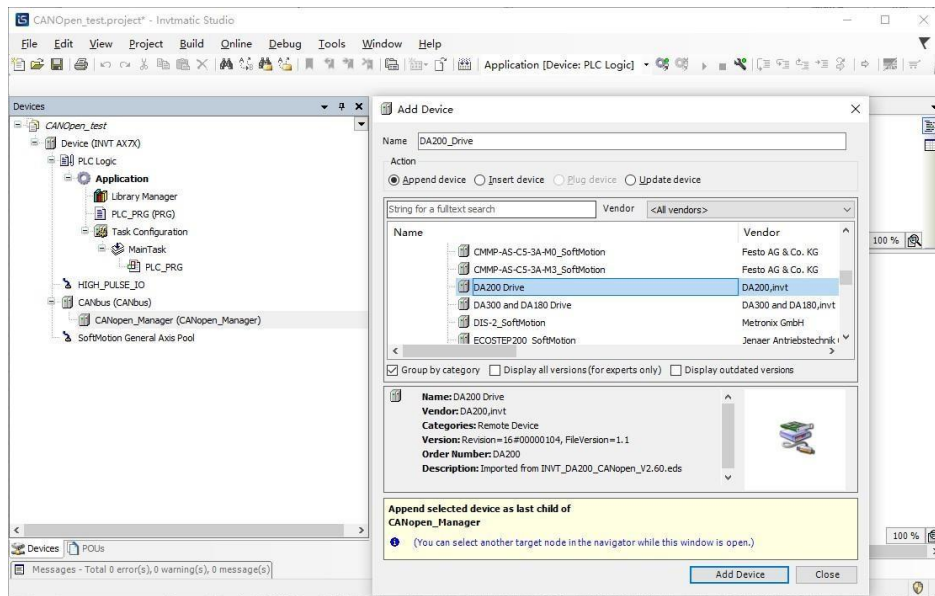 CANOpen_test.project* - Invtmatic Studio
File Edit View Project Build Online Debug Tools Window Help
Application [Device: PLC Logic]
Devices
CANOpen_test
Device (INVT AX7X)
PLC Logic
Application
Library Manager
PLC_PRG (PRG)
Task Configuration
MainTask
PLC_PRG
HIGH_PULSE_IO
CANbus (CANbus)
CANopen_Manager (CANopen_Manager)
SoftMotion General Axis Pool
Devices POUs
Messages - Total 0 error(s), 0 warning(s), 0 message(s)
Add Device
Name DA200_Drive
Action
Append device Insert device Plug device Update device
String for a fulltext search Vendor <All vendors>
Name Vendor
CMMP-AS-C5-3A-M0_SoftMotion Festo AG & Co. KG
CMMP-AS-C5-3A-M3_SoftMotion Festo AG & Co. KG
DA200 Drive DA200,invt
DA300 and DA180 Drive DA300 and DA180,invt
DIS-2_SoftMotion Metronix GmbH
ECOSTEP200_SoftMotion Jenaer Antriebstechnik
Group by category Display all versions (for experts only) Display outdated versions
Name: DA200 Drive
Vendor: DA200,invt
Categories: Remote Device
Version: Revision=16#00000104, FileVersion=1.1
Order Number: DA200
Description: Imported from INVT_DA200_CANopen_V2.60.eds
Append selected device as last child of
CANopen_Manager
(You can select another target node in the navigator while this window is open.)
Add Device Close
100 %
100 %